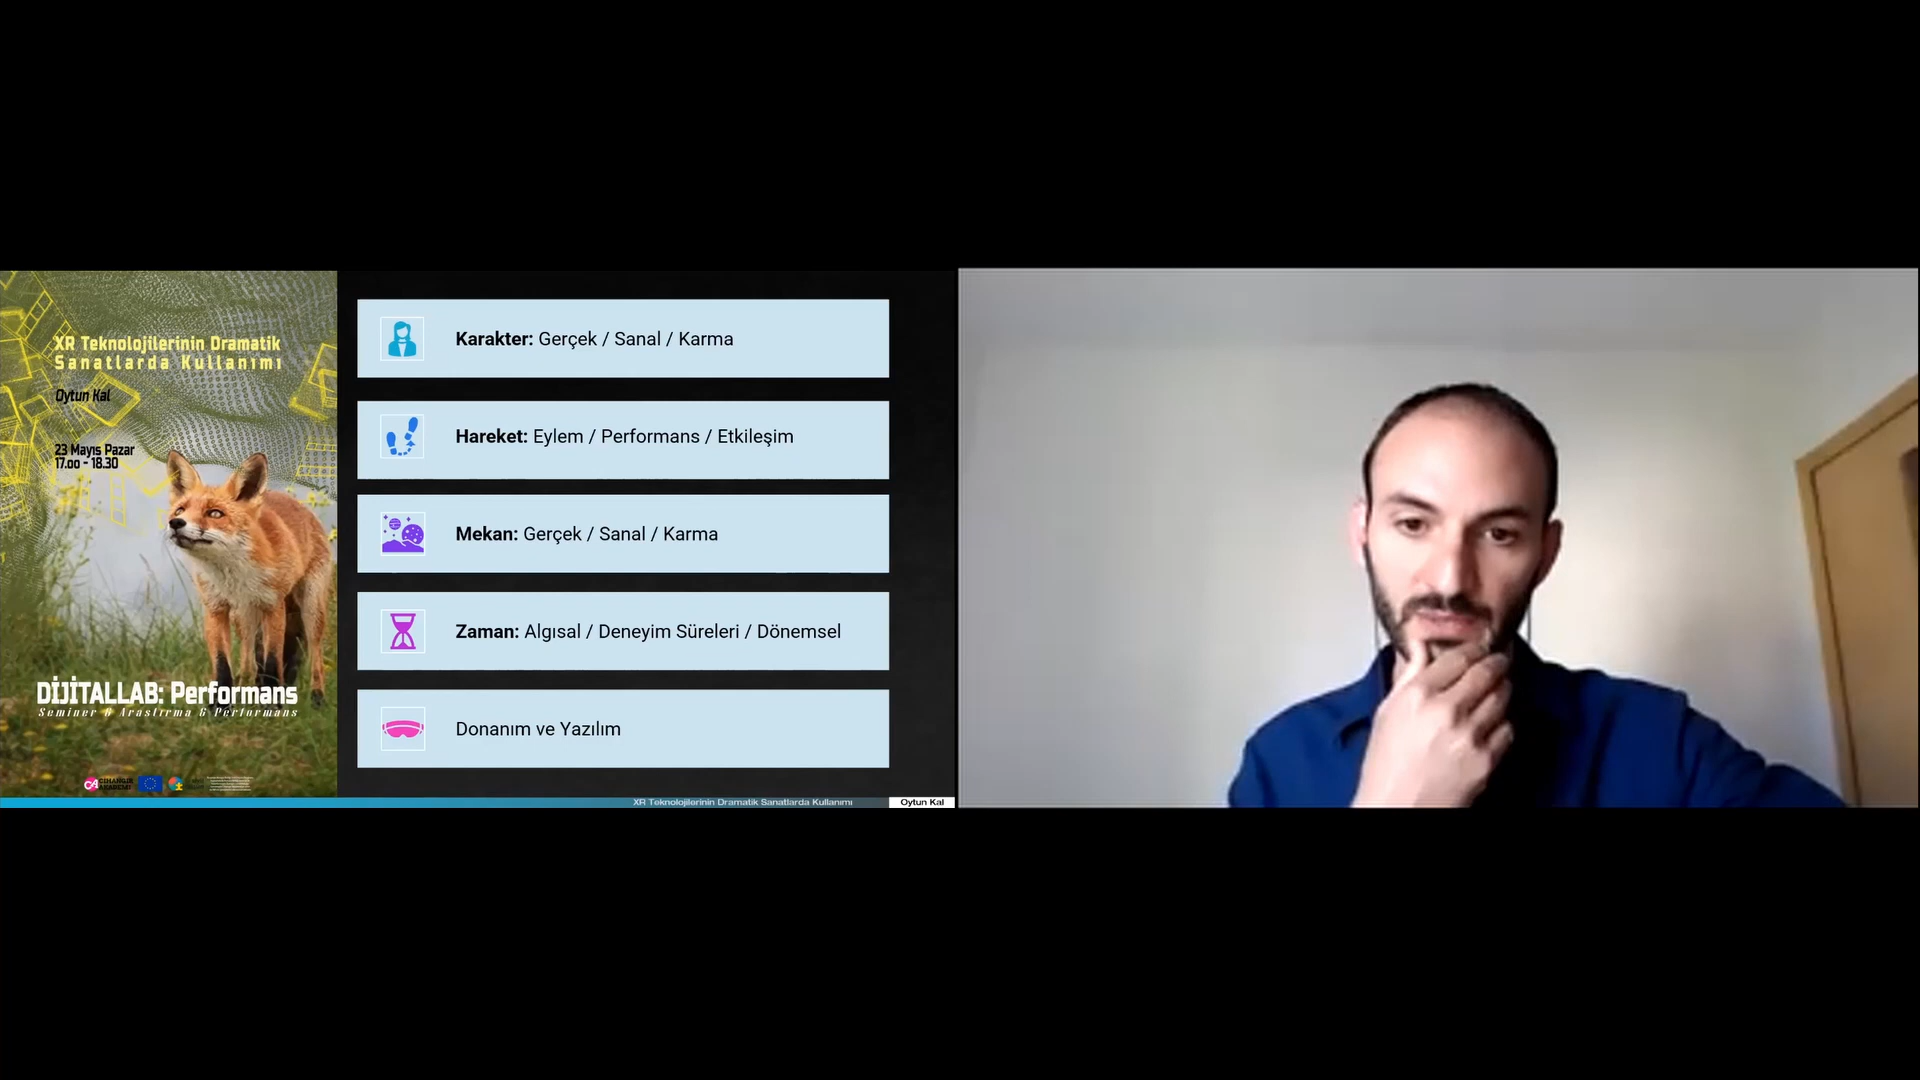 XR Teknolojilerinin Dramatik
Sanatlarda Kullanımı
Oytun Kal
23 Mayıs Pazar
17.00 - 18.30
DİJİTALLAB: Performans
Seminer & Araştırma & Performans
CIHANGIR
AKADEMI
Karakter: Gerçek / Sanal / Karma
Hareket: Eylem / Performans / Etkileşim
Mekan: Gerçek / Sanal / Karma
Zaman: Algısal / Deneyim Süreleri / Dönemsel
Donanım ve Yazılım
XR Teknolojilerinin Dramatik Sanatlarda Kullanımı
Oytun Kal